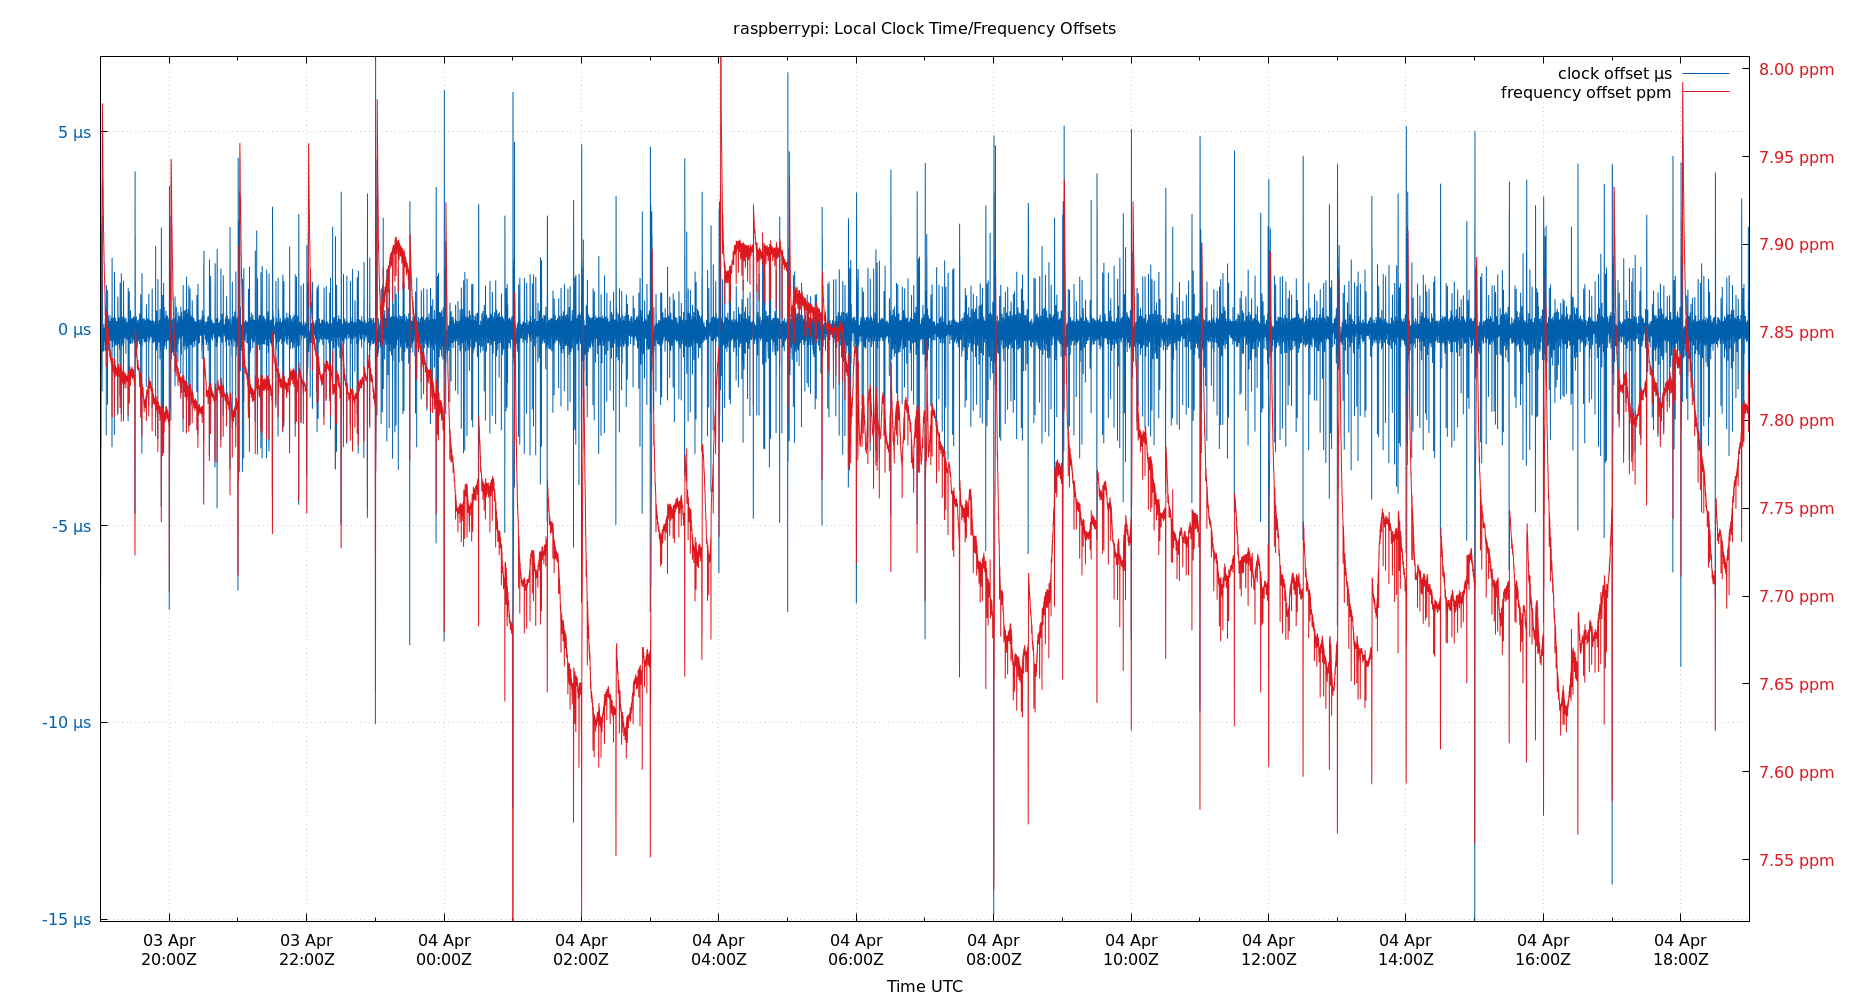 raspberrypi: Local Clock Time/Frequency Offsets
clock offset µs
frequency offset ppm
5 µs
0 µs
-5 µs
-10 µs
-15 µs
8.00 ppm
7.95 ppm
7.90 ppm
7.85 ppm
7.80 ppm
7.75 ppm
7.70 ppm
7.65 ppm
7.60 ppm
7.55 ppm
03 Apr 03 Apr 04 Apr 04 Apr 04 Apr 04 Apr 04 Apr 04 Apr 04 Apr 04 Apr 04 Apr 04 Apr
20:00Z 22:00Z 00:00Z 02:00Z 04:00Z 06:00Z 08:00Z 10:00Z 12:00Z 14:00Z 16:00Z 18:00Z
Time UTC